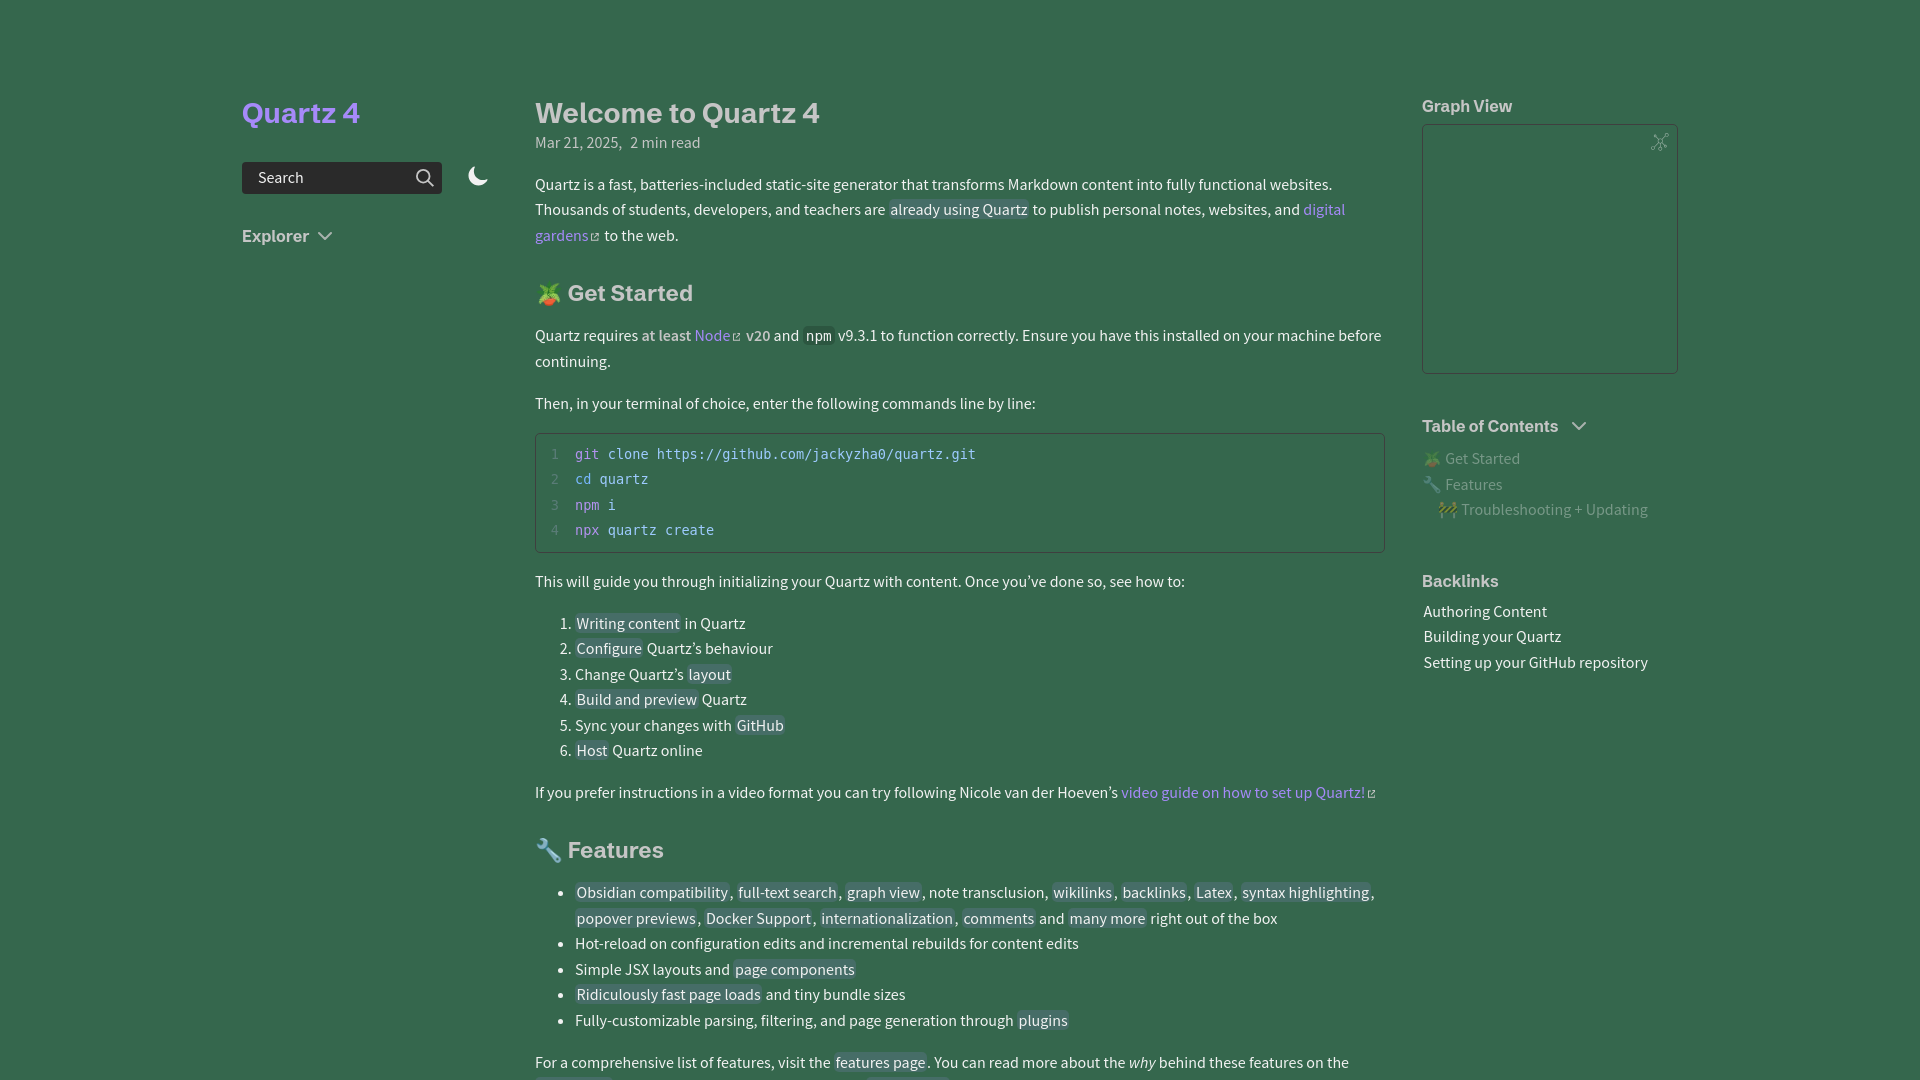 Quartz 4
Search
Explorer
Welcome to Quartz 4
Mar 21, 2025, 2 min read
Quartz is a fast, batteries-included static-site generator that transforms Markdown content into fully functional websites.
Thousands of students, developers, and teachers are already using Quartz to publish personal notes, websites, and digital
gardens to the web.
🪴 Get Started
Quartz requires at least Node v20 and npm v9.3.1 to function correctly. Ensure you have this installed on your machine before
continuing.
Then, in your terminal of choice, enter the following commands line by line:
1 git clone https://github.com/jackyzha0/quartz.git
2 cd quartz
3 npm i
4 npx quartz create
This will guide you through initializing your Quartz with content. Once you’ve done so, see how to:
1. Writing content in Quartz
2. Configure Quartz’s behaviour
3. Change Quartz’s layout
4. Build and preview Quartz
5. Sync your changes with GitHub
6. Host Quartz online
If you prefer instructions in a video format you can try following Nicole van der Hoeven’s video guide on how to set up Quartz!
🔧 Features
• Obsidian compatibility, full-text search, graph view, note transclusion, wikilinks, backlinks, Latex, syntax highlighting,
popover previews, Docker Support, internationalization, comments and many more right out of the box
• Hot-reload on configuration edits and incremental rebuilds for content edits
• Simple JSX layouts and page components
• Ridiculously fast page loads and tiny bundle sizes
• Fully-customizable parsing, filtering, and page generation through plugins
For a comprehensive list of features, visit the features page. You can read more about the why behind these features on the
Graph View
Table of Contents
🪴 Get Started
🔧 Features
🚧 Troubleshooting + Updating
Backlinks
Authoring Content
Building your Quartz
Setting up your GitHub repository